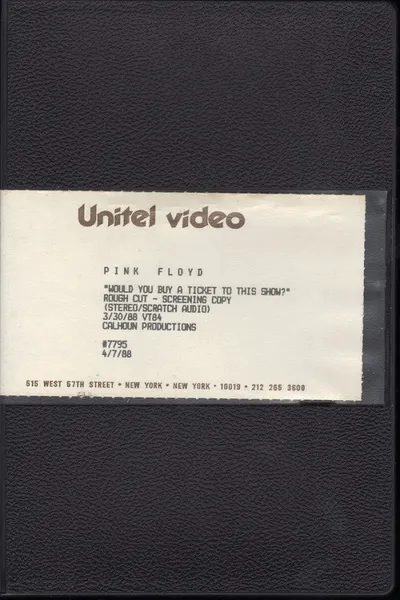 Unitel video
PINK FLOYD
"WOULD YOU BUY A TICKET TO THIS SHOW?"
ROUGH CUT - SCREENING COPY
(STEREO/SCRATCH AUDIO)
3/30/88 VT84
CALHOUN PRODUCTIONS
#7795
4/7/88
515 WEST 57TH STREET • NEW YORK • NEW YORK • 10019 • 212 265 3600